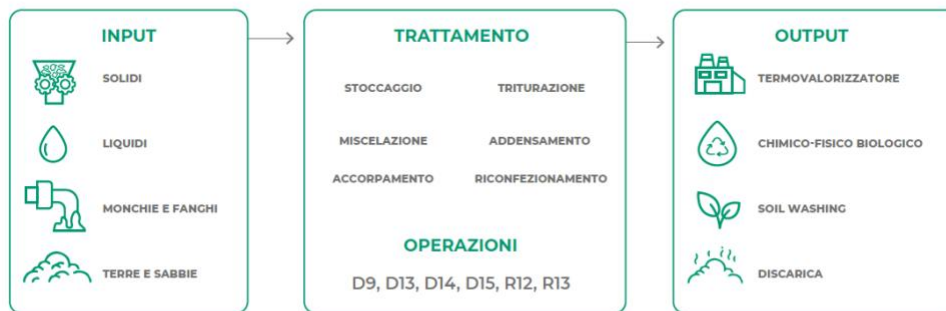 INPUT
SOLIDI
LIQUIDI
MONCHIE E FANGHI
TERRE E SABBIE
TRATTAMENTO
STOCCAGGIO TRITURAZIONE
MISCELAZIONE ADDENSAMENTO
ACCORPAMENTO RICONFEZIONAMENTO
OPERAZIONI
D9, D13, D14, D15, R12, R13
OUTPUT
TERMOVALORIZZATORE
CHIMICO-FISICO BIOLOGICO
SOIL WASHING
DISCARICA